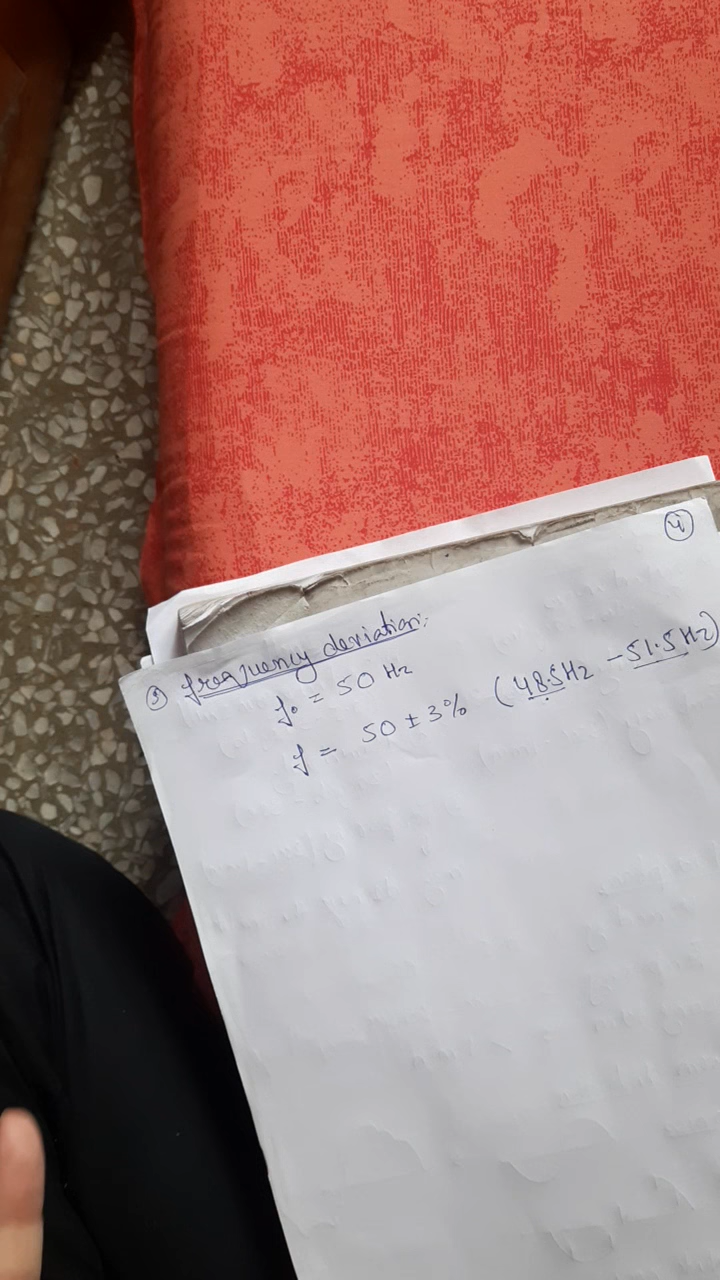 4
③ frequency deviation:
f₀ = 50 Hz
f = 50 ± 3% (48.5Hz - 51.5Hz)